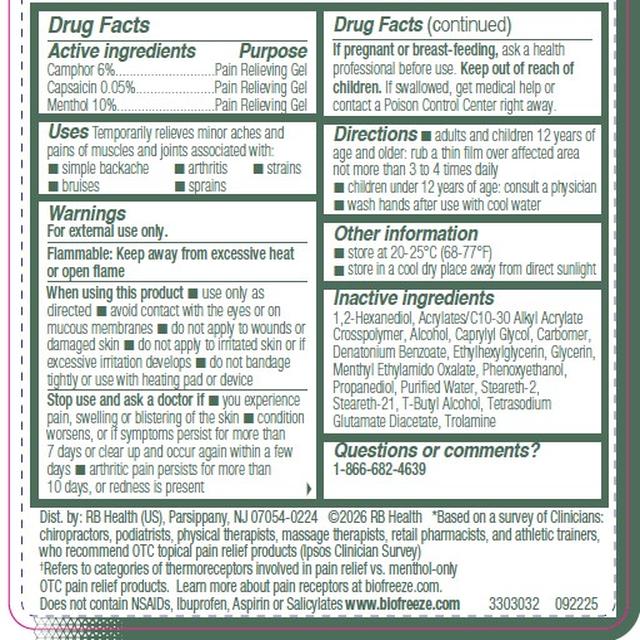 Drug Facts
Active ingredients Purpose
Camphor 6%..........................Pain Relieving Gel
Capsaicin 0.05%.....................Pain Relieving Gel
Menthol 10%..........................Pain Relieving Gel
Uses Temporarily relieves minor aches and
pains of muscles and joints associated with:
■ simple backache ■ arthritis ■ strains
■ bruises ■ sprains
Warnings
For external use only.
Flammable: Keep away from excessive heat
or open flame
When using this product ■ use only as
directed ■ avoid contact with the eyes or on
mucous membranes ■ do not apply to wounds or
damaged skin ■ do not apply to irritated skin or if
excessive irritation develops ■ do not bandage
tightly or use with heating pad or device
Stop use and ask a doctor if ■ you experience
pain, swelling or blistering of the skin ■ condition
worsens, or if symptoms persist for more than
7 days or clear up and occur again within a few
days ■ arthritic pain persists for more than
10 days, or redness is present
Drug Facts (continued)
If pregnant or breast-feeding, ask a health
professional before use. Keep out of reach of
children. If swallowed, get medical help or
contact a Poison Control Center right away.
Directions ■ adults and children 12 years of
age and older: rub a thin film over affected area
not more than 3 to 4 times daily
■ children under 12 years of age: consult a physician
■ wash hands after use with cool water
Other information
■ store at 20-25°C (68-77°F)
■ store in a cool dry place away from direct sunlight
Inactive ingredients
1,2-Hexanediol, Acrylates/C10-30 Alkyl Acrylate
Crosspolymer, Alcohol, Caprylyl Glycol, Carbomer,
Denatonium Benzoate, Ethylhexylglycerin, Glycerin,
Menthyl Ethylamido Oxalate, Phenoxyethanol,
Propanediol, Purified Water, Steareth-2,
Steareth-21, T-Butyl Alcohol, Tetrasodium
Glutamate Diacetate, Trolamine
Questions or comments?
1-866-682-4639
Dist. by: RB Health (US), Parsippany, NJ 07054-0224 ©2026 RB Health *Based on a survey of Clinicians:
chiropractors, podiatrists, physical therapists, massage therapists, retail pharmacists, and athletic trainers,
who recommend OTC topical pain relief products (Ipsos Clinician Survey)
†Refers to categories of thermoreceptors involved in pain relief vs. menthol-only
OTC pain relief products. Learn more about pain receptors at biofreeze.com.
Does not contain NSAIDs, Ibuprofen, Aspirin or Salicylates www.biofreeze.com 3303032 092225